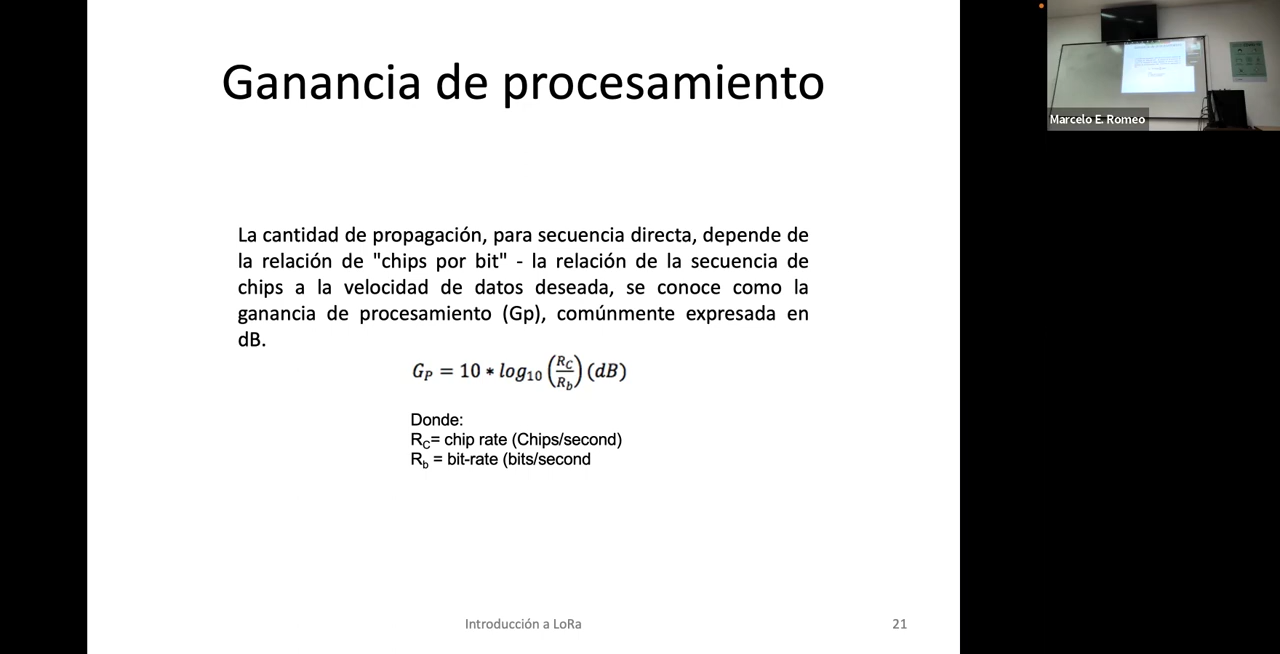 Ganancia de procesamiento
La cantidad de propagación, para secuencia directa, depende de
la relación de "chips por bit" - la relación de la secuencia de
chips a la velocidad de datos deseada, se conoce como la
ganancia de procesamiento (Gp), comúnmente expresada en
dB.
G_P = 10 * log_10 (R_C/R_b) (dB)
Donde:
R_C= chip rate (Chips/second)
R_b = bit-rate (bits/second
Introducción a LoRa
21
Marcelo E. Romeo